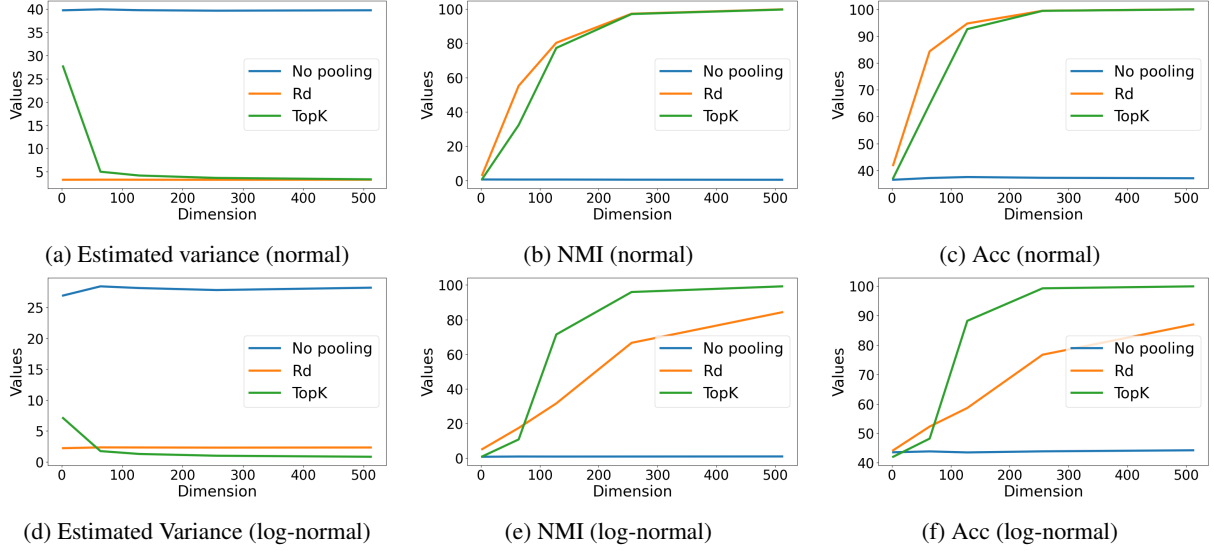 40
35
30
25
20
15
10
5
Values
No pooling
Rd
TopK
0 100 200 300 400 500
Dimension
(a) Estimated variance (normal)
100
80
60
40
20
0
Values
No pooling
Rd
TopK
0 100 200 300 400 500
Dimension
(b) NMI (normal)
100
90
80
70
60
50
40
Values
No pooling
Rd
TopK
0 100 200 300 400 500
Dimension
(c) Acc (normal)
25
20
15
10
5
0
Values
No pooling
Rd
TopK
0 100 200 300 400 500
Dimension
(d) Estimated Variance (log-normal)
100
80
60
40
20
0
Values
No pooling
Rd
TopK
0 100 200 300 400 500
Dimension
(e) NMI (log-normal)
100
90
80
70
60
50
40
Values
No pooling
Rd
TopK
0 100 200 300 400 500
Dimension
(f) Acc (log-normal)